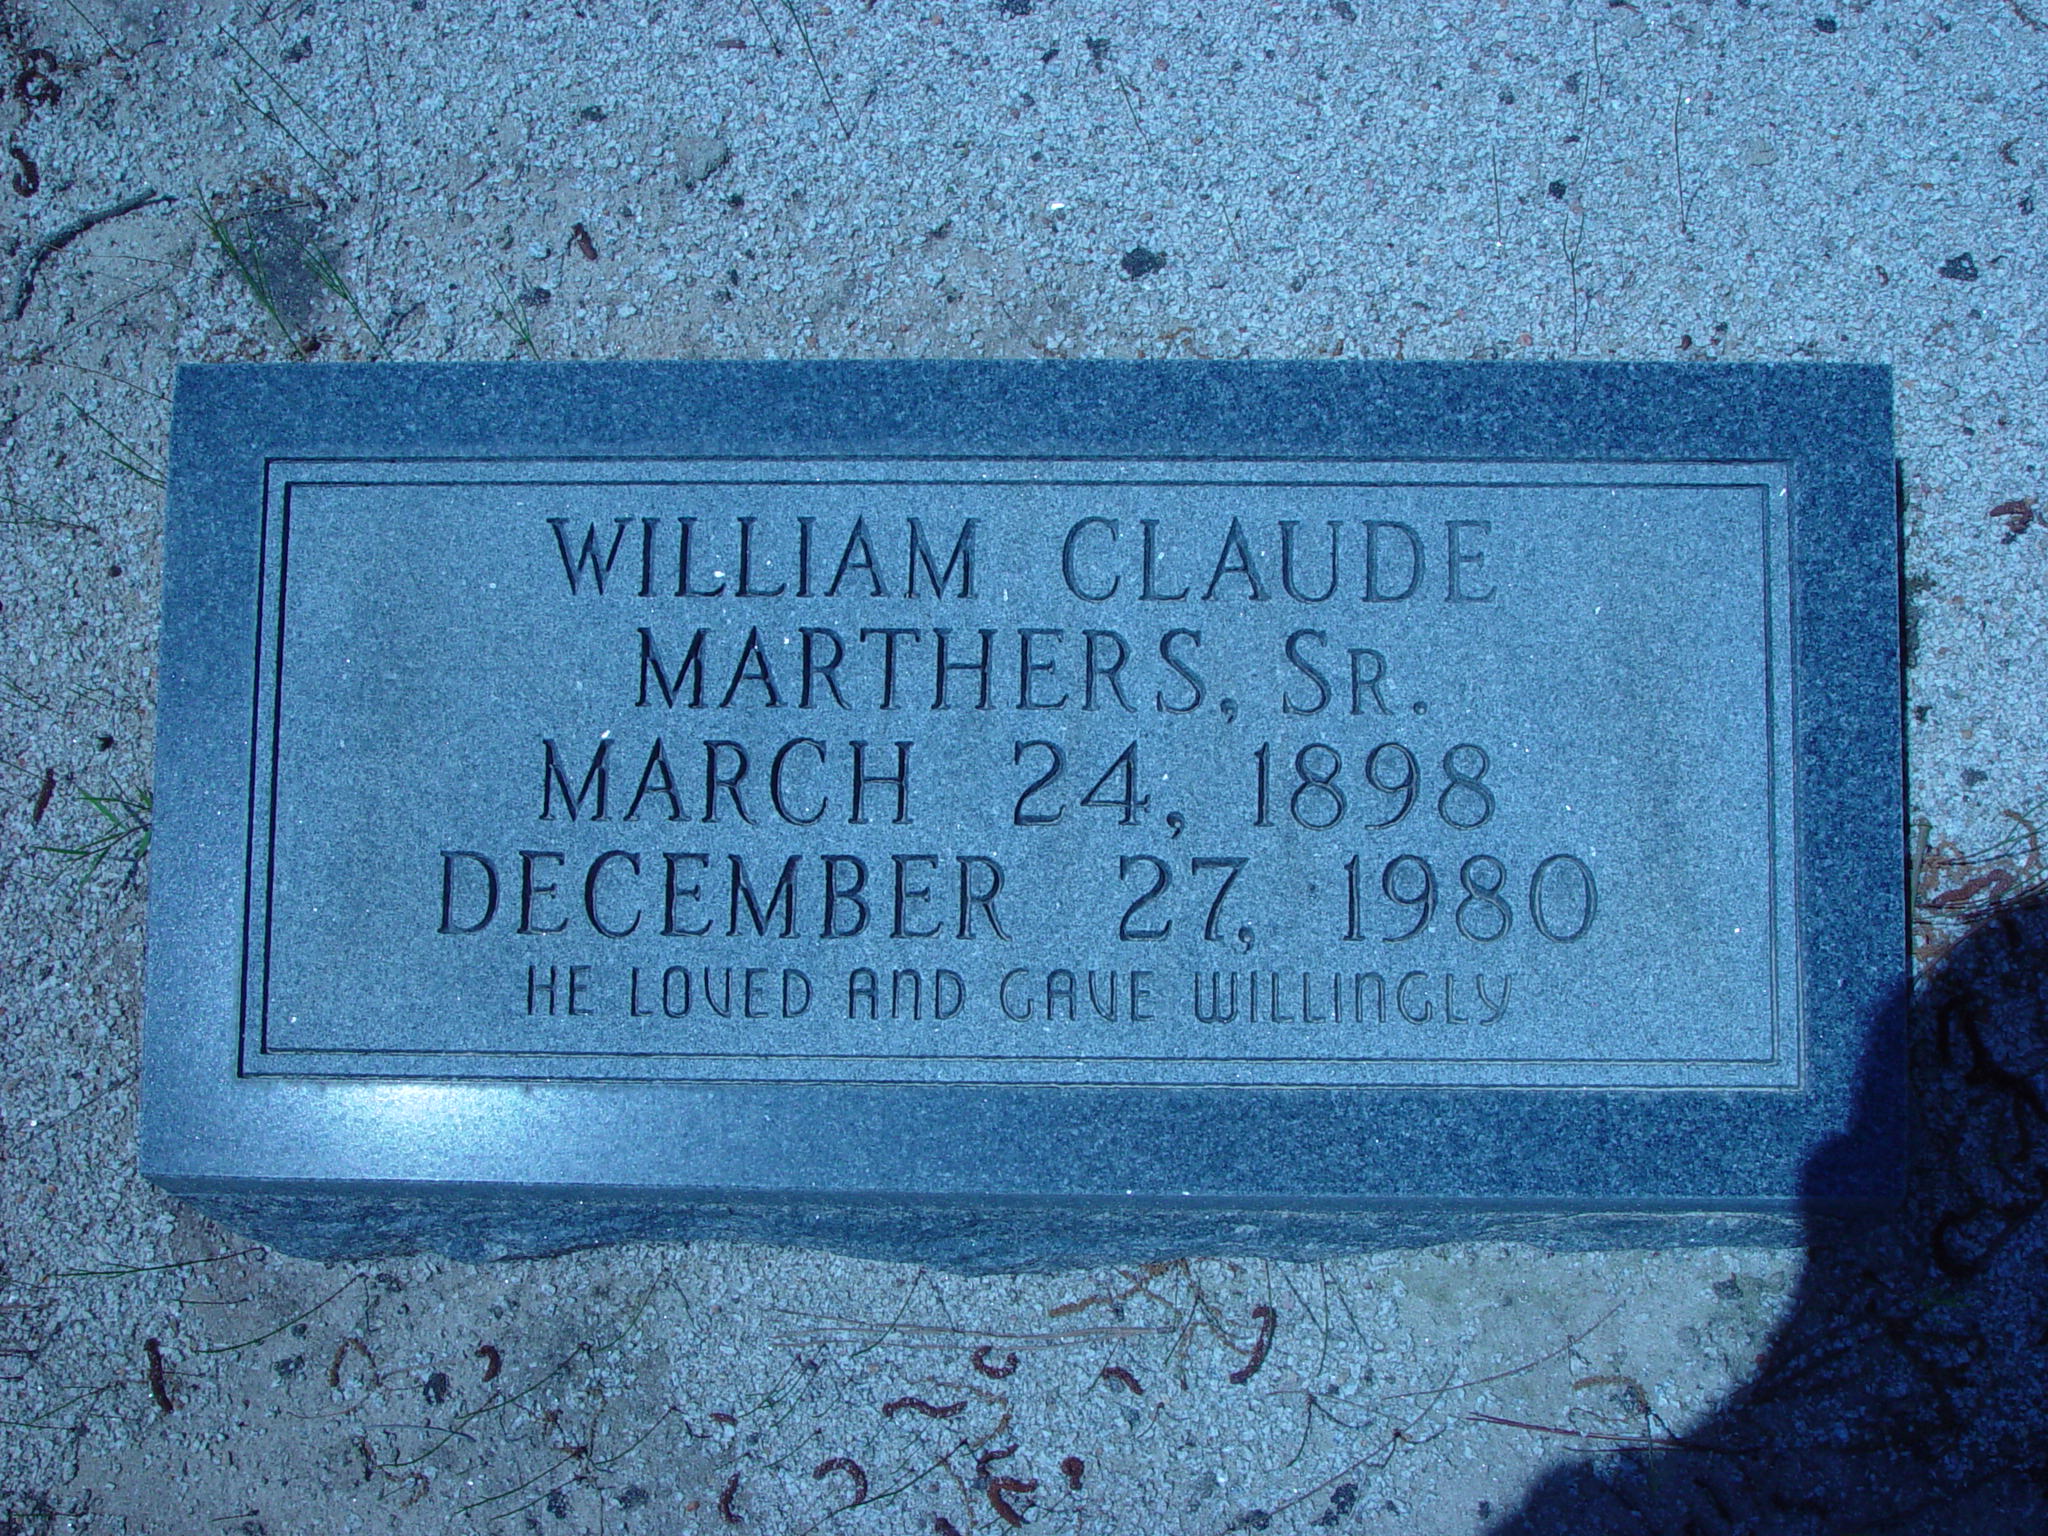 WILLIAM CLAUDE
MARTHERS, SR.
MARCH 24, 1898
DECEMBER 27, 1980
HE LOVED AND GAVE WILLINGLY